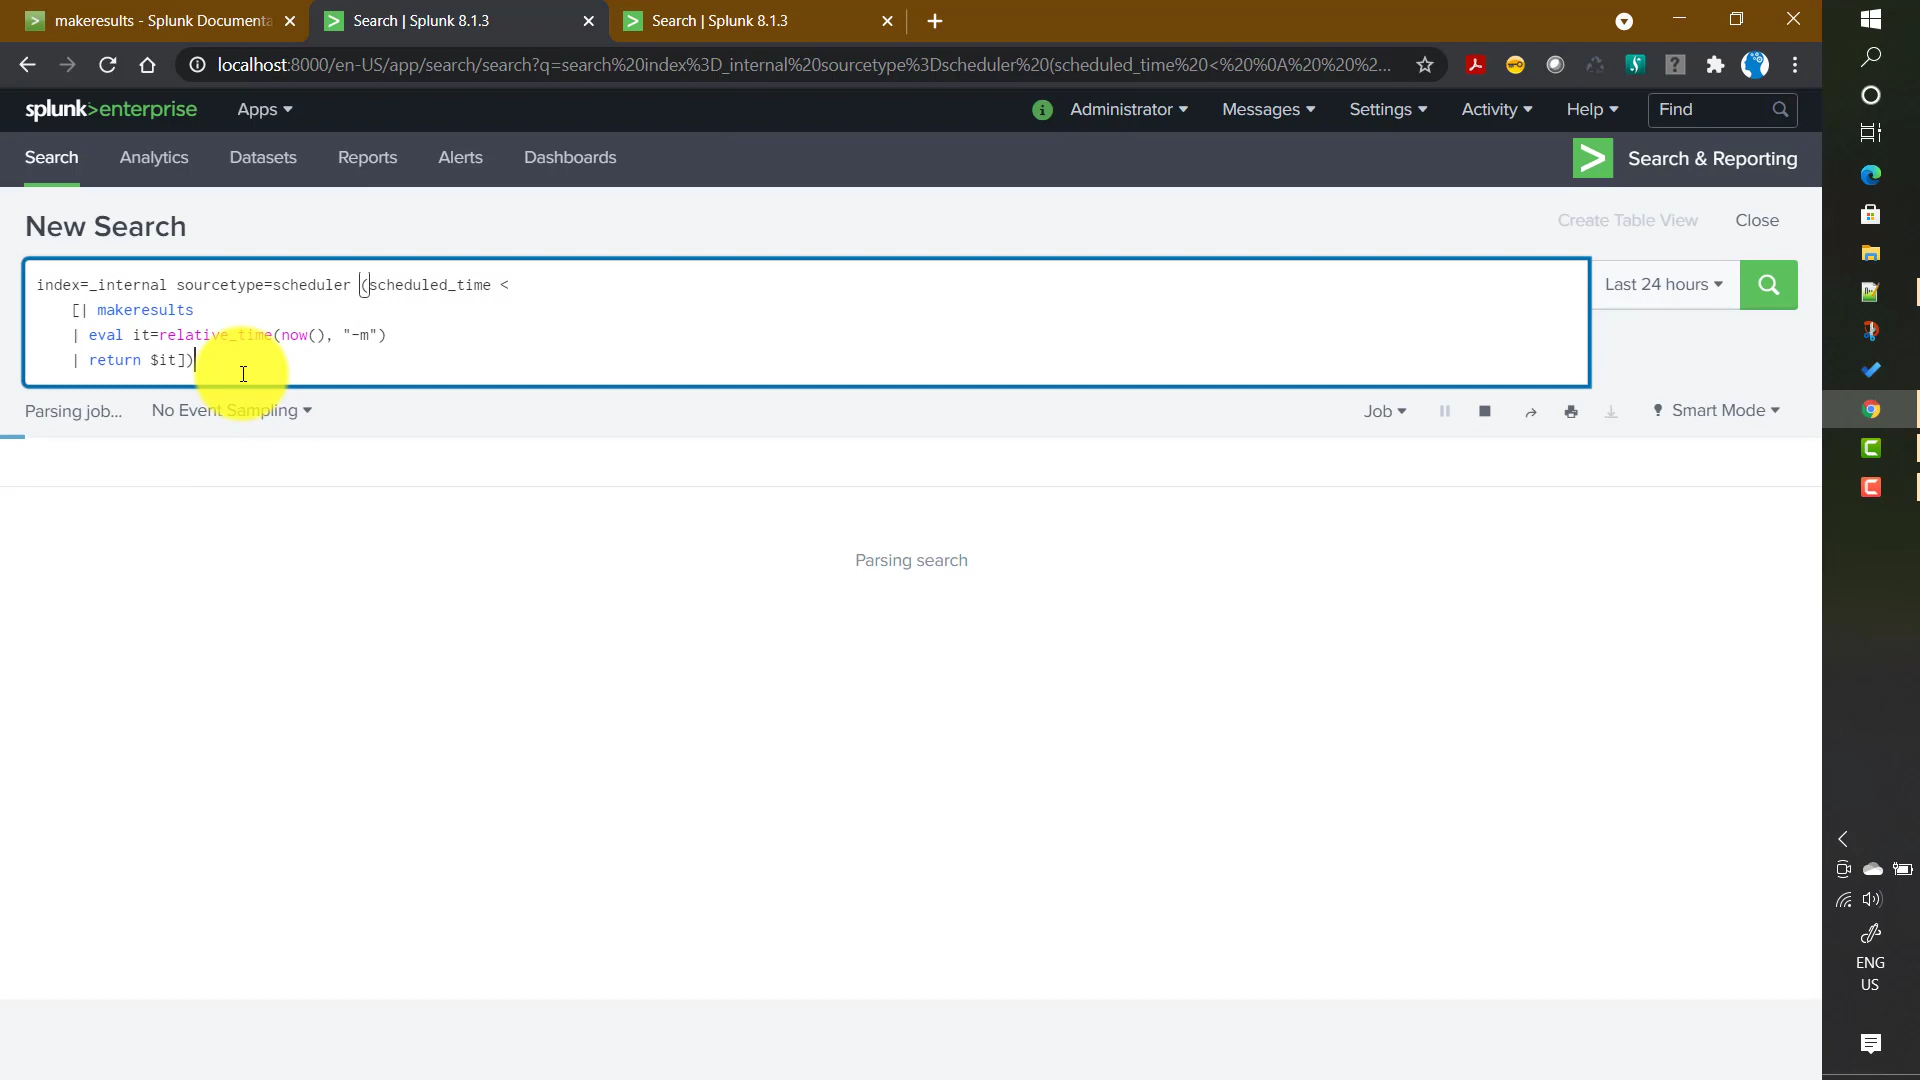 makeresults - Splunk Documenta
Search | Splunk 8.1.3
Search | Splunk 8.1.3
localhost:8000/en-US/app/search/search?q=search%20index%3D_internal%20sourcetype%3Dscheduler%20(scheduled_time%20<%20%0A%20%20%2...
splunk>enterprise
Apps
Administrator
Messages
Settings
Activity
Help
Find
Search
Analytics
Datasets
Reports
Alerts
Dashboards
Search & Reporting
New Search
Create Table View
Close
index=_internal sourcetype=scheduler (scheduled_time <
[| makeresults
| eval it=relative_time(now(), "-m")
| return $it])
Last 24 hours
Parsing job...
No Event Sampling
Job
Smart Mode
Parsing search
ENG
US